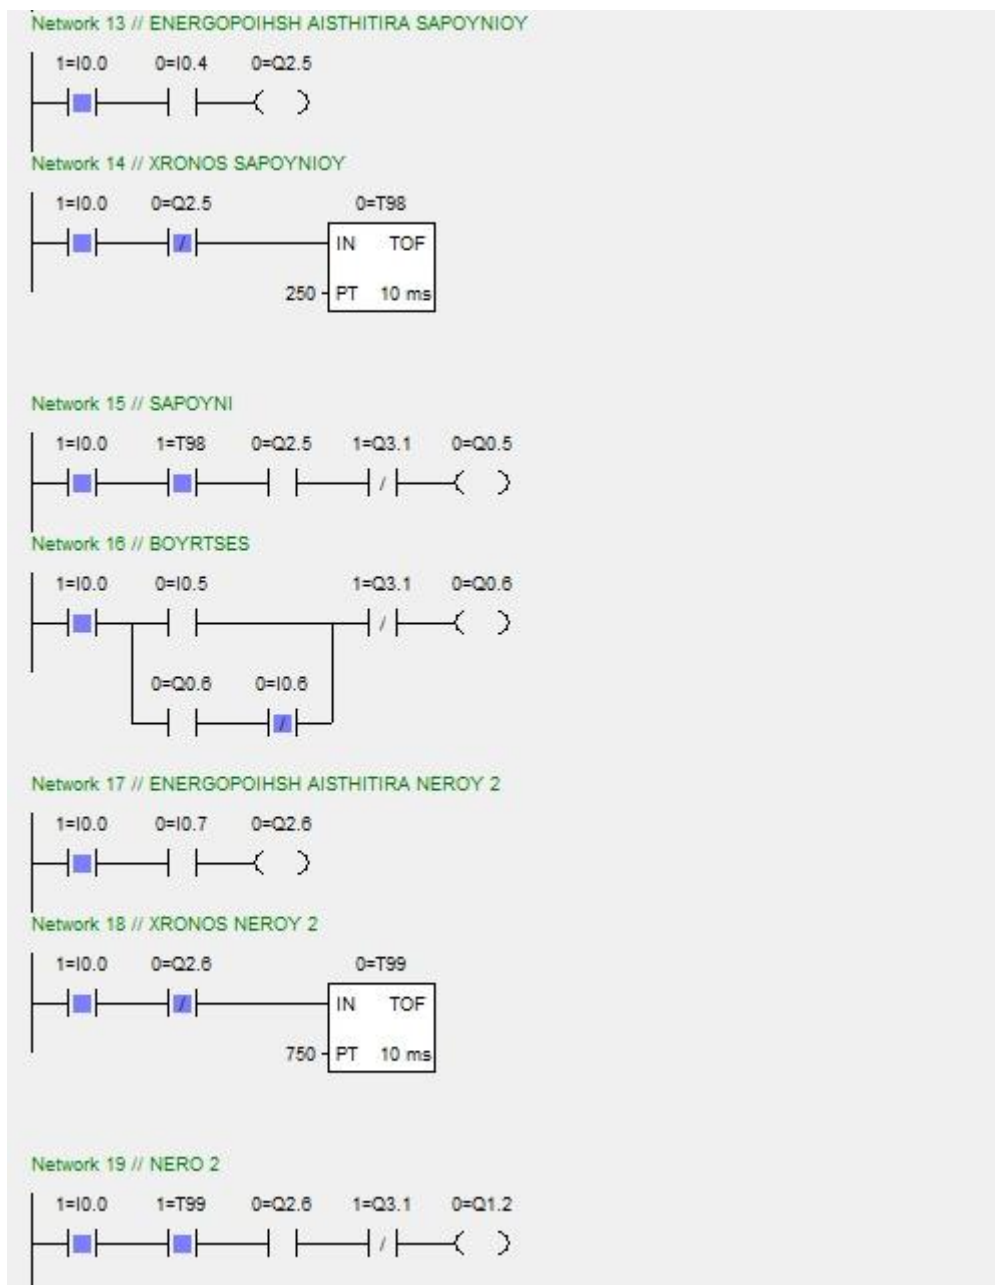 Network 13 // ENERGOPOIHSH AISTHITIRA SAPOYNIOY
1=I0.0 0=I0.4 0=Q2.5
Network 14 // XRONOS SAPOYNIOY
1=I0.0 0=Q2.5 0=T98
/ IN TOF
250 PT 10 ms
Network 15 // SAPOYNI
1=I0.0 1=T98 0=Q2.5 1=Q3.1 0=Q0.5
/
Network 16 // BOYRTSES
1=I0.0 0=I0.5 1=Q3.1 0=Q0.6
/
0=Q0.6 0=I0.6
/
Network 17 // ENERGOPOIHSH AISTHITIRA NEROY 2
1=I0.0 0=I0.7 0=Q2.6
Network 18 // XRONOS NEROY 2
1=I0.0 0=Q2.6 0=T99
/ IN TOF
750 PT 10 ms
Network 19 // NERO 2
1=I0.0 1=T99 0=Q2.6 1=Q3.1 0=Q1.2
/